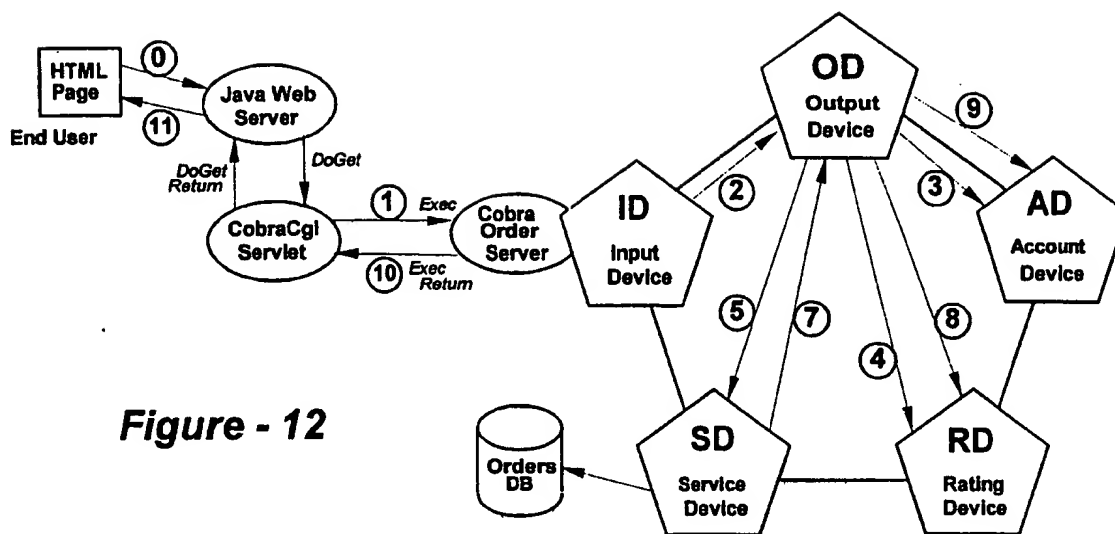 HTML
Page
End User
0
11
Java Web
Server
DoGet
Return
DoGet
CobraCgI
Servlet
1
Exec
10
Exec
Return
Cobra
Order
Server
ID
Input
Device
2
OD
Output
Device
9
3
AD
Account
Device
5
7
4
8
Figure - 12
Orders
DB
SD
Service
Device
RD
Rating
Device